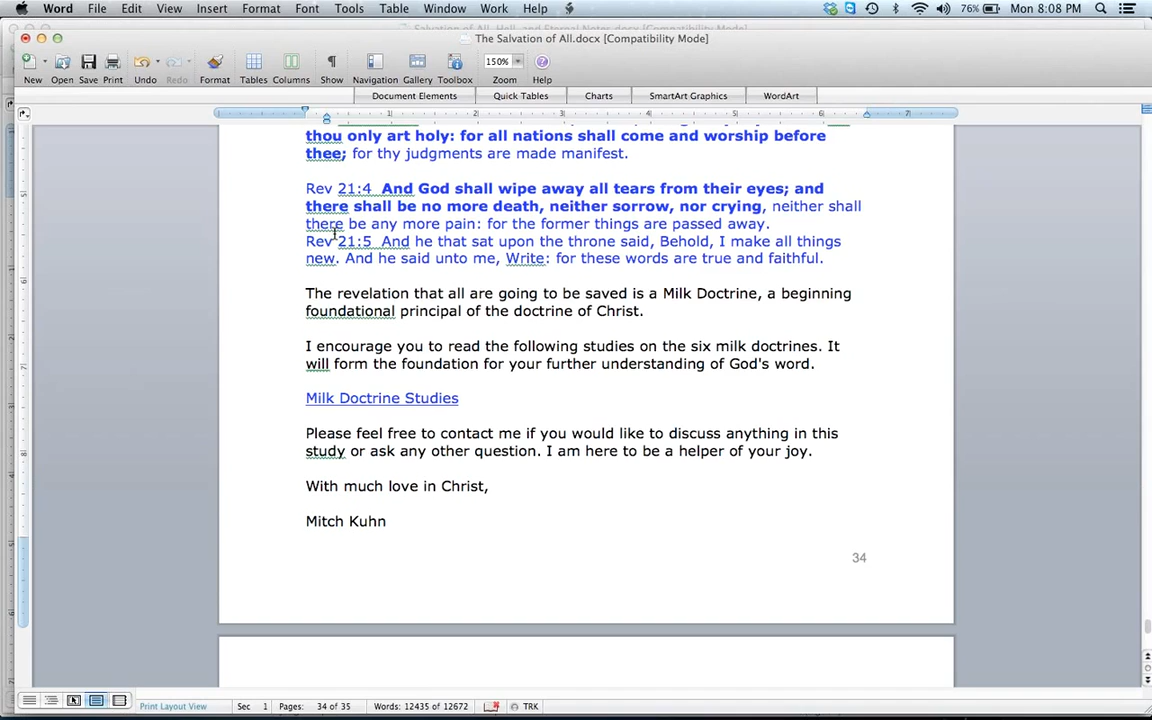 Word File Edit View Insert Format Font Tools Table Window Work Help 76% Mon 8:08 PM
The Salvation of All.docx [Compatibility Mode]
150%
New Open Save Print Undo Redo Format Tables Columns Show Navigation Gallery Toolbox Zoom Help
Document Elements Quick Tables Charts SmartArt Graphics WordArt
1 2 3 4 5 6 7
thou only art holy: for all nations shall come and worship before
thee; for thy judgments are made manifest.
Rev 21:4 And God shall wipe away all tears from their eyes; and
there shall be no more death, neither sorrow, nor crying, neither shall
there be any more pain: for the former things are passed away.
Rev 21:5 And he that sat upon the throne said, Behold, I make all things
new. And he said unto me, Write: for these words are true and faithful.
The revelation that all are going to be saved is a Milk Doctrine, a beginning
foundational principal of the doctrine of Christ.
I encourage you to read the following studies on the six milk doctrines. It
will form the foundation for your further understanding of God's word.
Milk Doctrine Studies
Please feel free to contact me if you would like to discuss anything in this
study or ask any other question. I am here to be a helper of your joy.
With much love in Christ,
Mitch Kuhn
34
Print Layout View Sec 1 Pages: 34 of 35 Words: 12435 of 12672 TRK